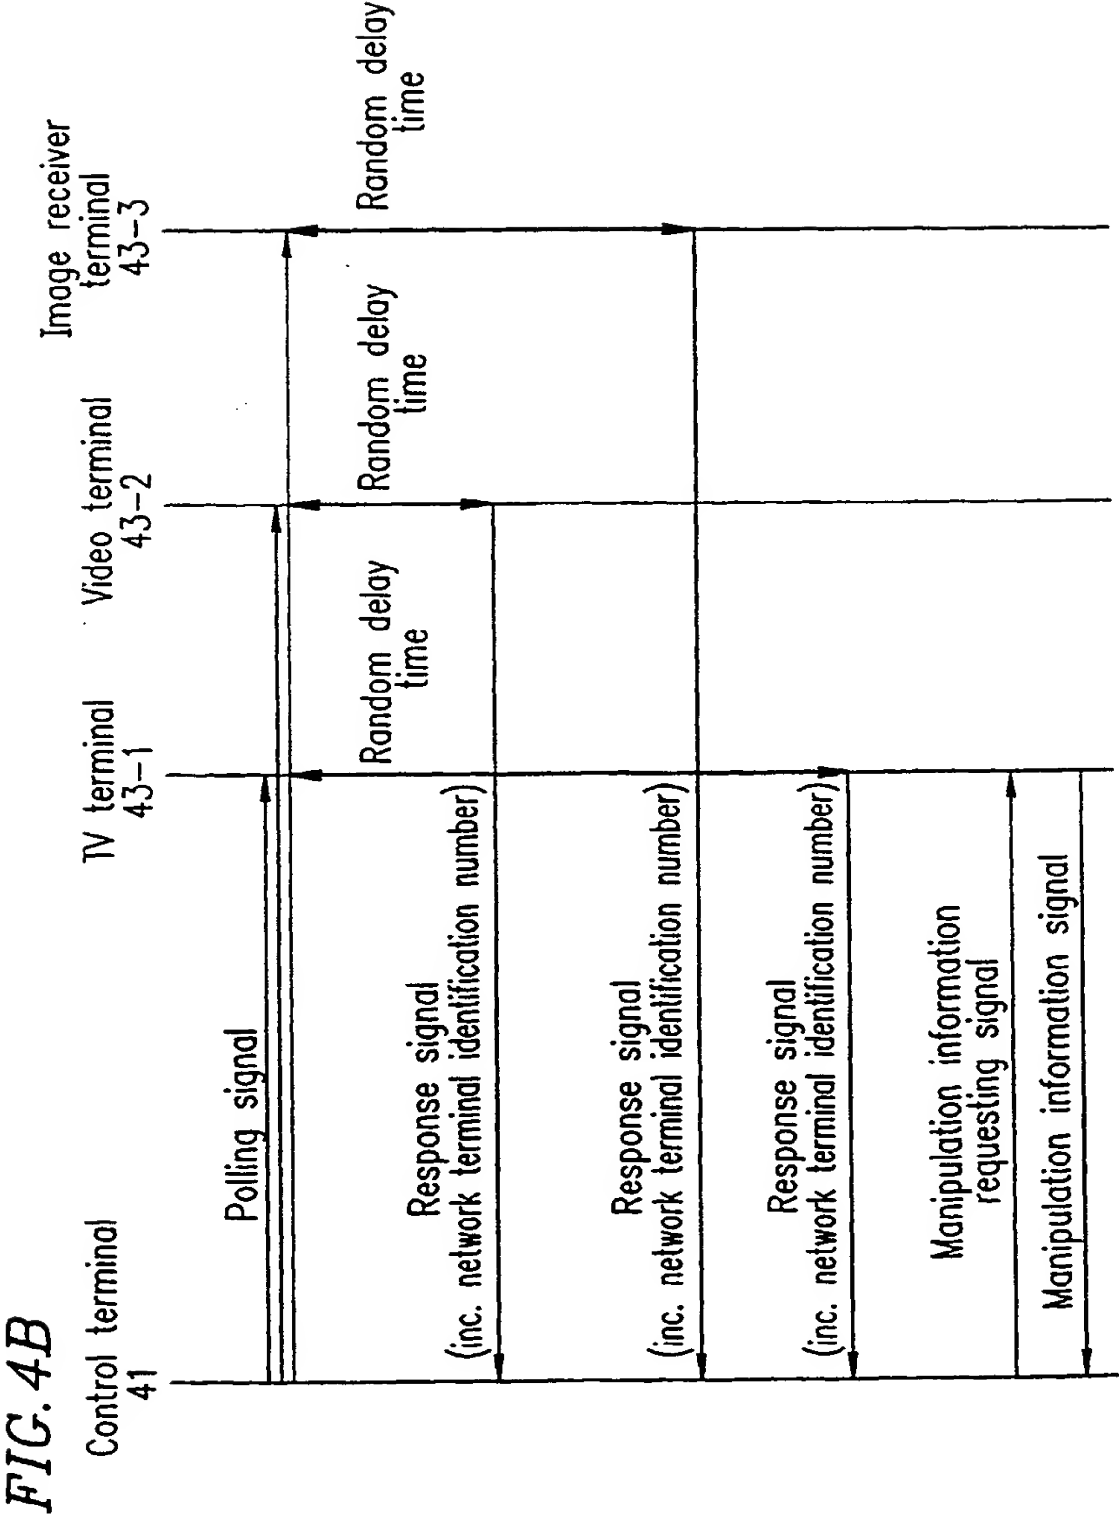 FIG. 4B
Control terminal
41
TV terminal
43-1
Video terminal
43-2
Image receiver
terminal
43-3
Polling signal
Random delay
time
Random delay
time
Random delay
time
Response signal
(inc. network terminal identification number)
Response signal
(inc. network terminal identification number)
Response signal
(inc. network terminal identification number)
Manipulation information
requesting signal
Manipulation information signal